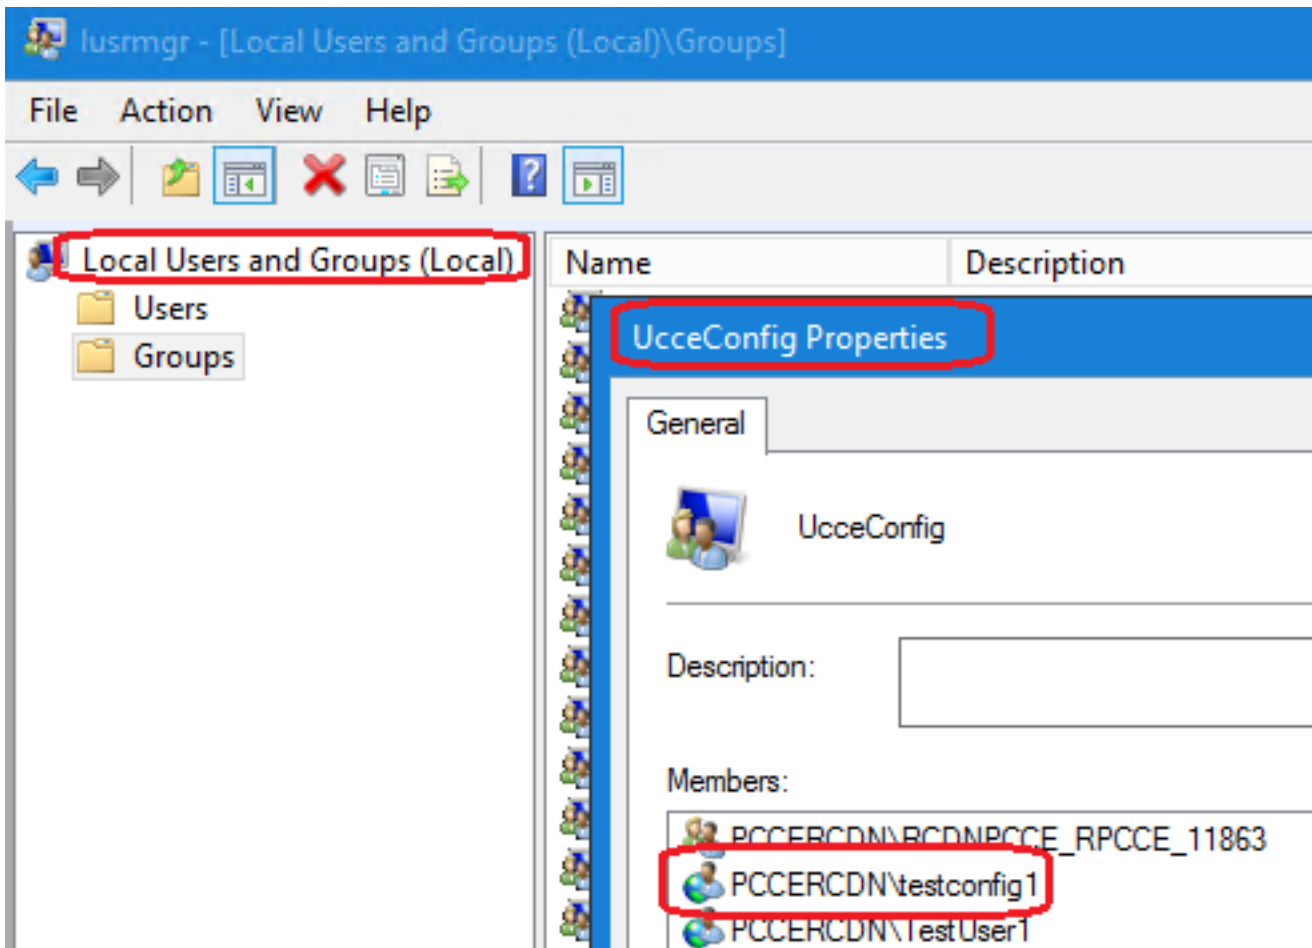 lusrmgr - [Local Users and Groups (Local)\Groups]
File Action View Help
Local Users and Groups (Local)
Users
Groups
Name Description
UcceConfig Properties
General
UcceConfig
Description:
Members:
PCCERCDN\RCDNPCCE_RPCCE_11863
PCCERCDN\testconfig1
PCCERCDN\TestUser1